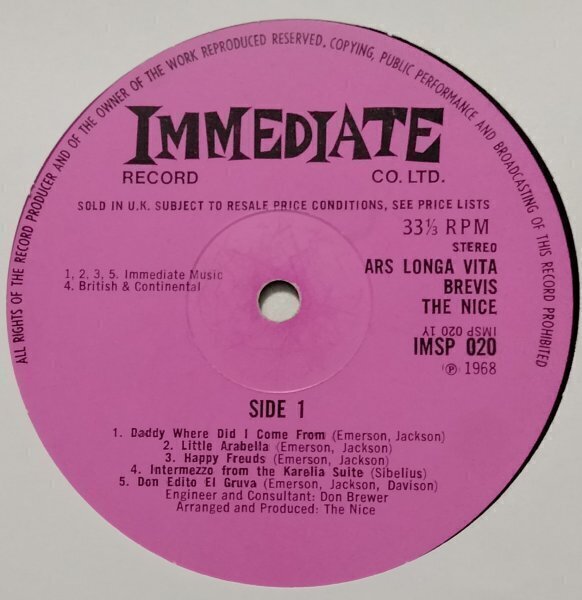 ALL RIGHTS OF THE RECORD PRODUCER AND OF THE OWNER OF THE WORK REPRODUCED RESERVED. COPYING, PUBLIC PERFORMANCE AND BROADCASTING OF THIS RECORD PROHIBITED
IMMEDIATE
RECORD CO. LTD.
SOLD IN U.K. SUBJECT TO RESALE PRICE CONDITIONS, SEE PRICE LISTS
33⅓ RPM
STEREO
1, 2, 3, 5. Immediate Music
4. British & Continental
ARS LONGA VITA
BREVIS
THE NICE
IMSP 020 1Y
IMSP 020
℗ 1968
SIDE 1
1. Daddy Where Did I Come From (Emerson, Jackson)
2. Little Arabella (Emerson, Jackson)
3. Happy Freuds (Emerson, Jackson)
4. Intermezzo from the Karelia Suite (Sibelius)
5. Don Edito El Gruva (Emerson, Jackson, Davison)
Engineer and Consultant: Don Brewer
Arranged and Produced: The Nice